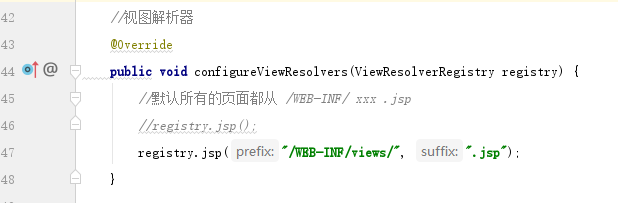 42 //视图解析器
43 @Override
44 @ public void configureViewResolvers(ViewResolverRegistry registry) {
45 //默认所有的页面都从 /WEB-INF/ xxx .jsp
46 //registry.jsp();
47 registry.jsp( prefix: "/WEB-INF/views/", suffix: ".jsp");
48 }